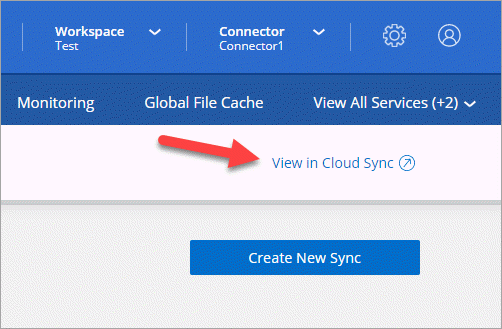 Workspace
Test
Connector
Connector1
Monitoring
Global File Cache
View All Services (+2)
View in Cloud Sync
Create New Sync